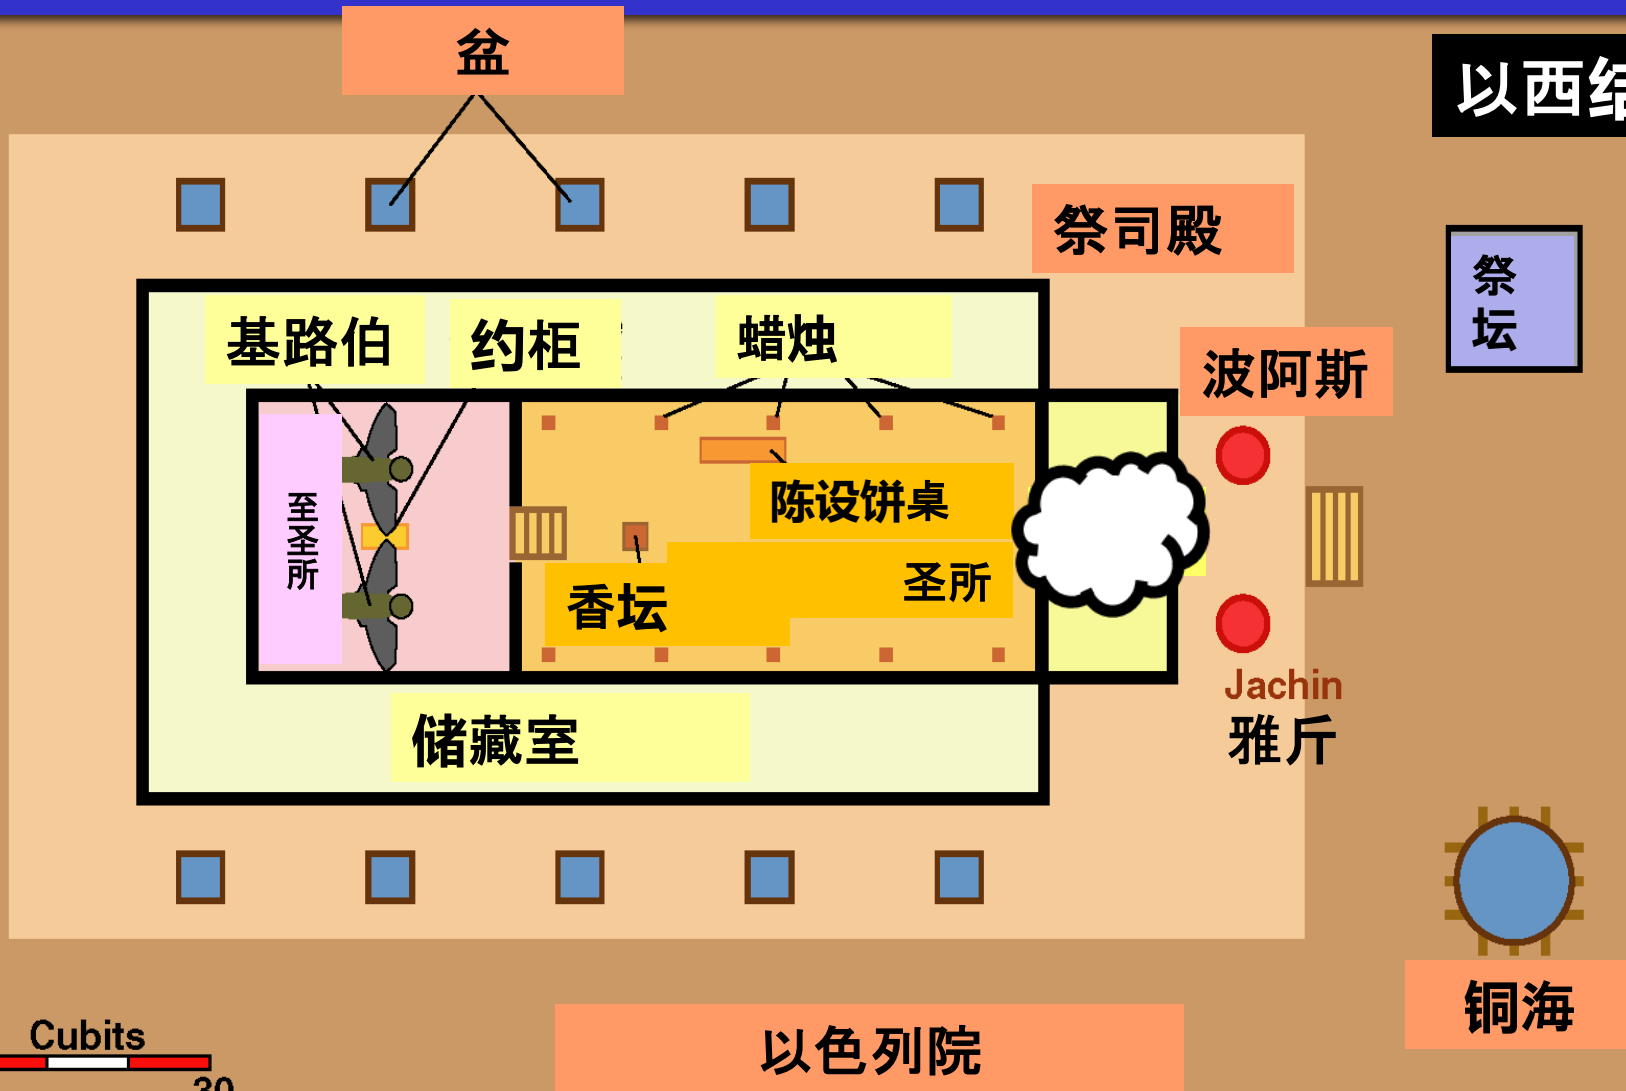 盆
以西结
祭司殿
祭
坛
基路伯
约柜
蜡烛
波阿斯
至圣所
陈设饼桌
圣所
香坛
Jachin
雅斤
储藏室
铜海
Cubits
30
以色列院